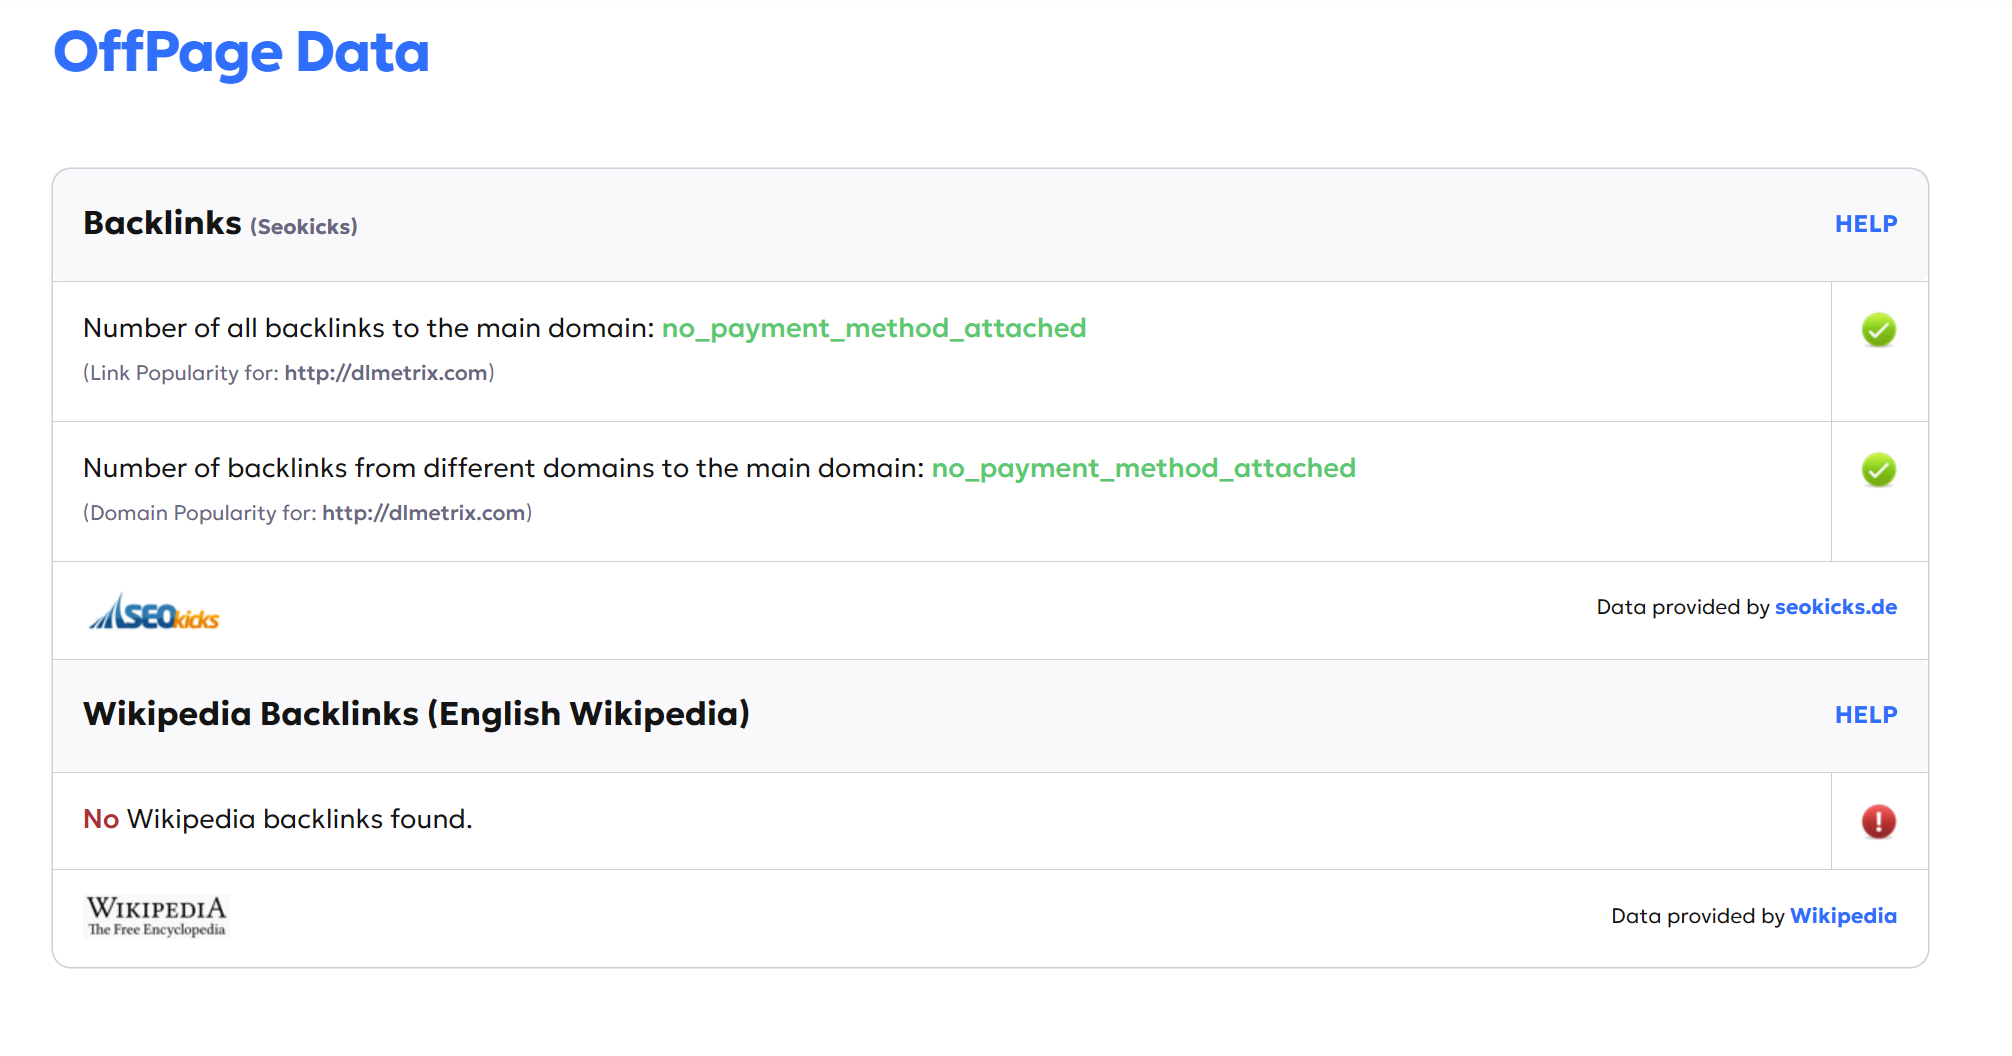 OffPage Data
Backlinks (Seokicks)
HELP
Number of all backlinks to the main domain: no_payment_method_attached
(Link Popularity for: http://dlmetrix.com)
Number of backlinks from different domains to the main domain: no_payment_method_attached
(Domain Popularity for: http://dlmetrix.com)
SEOkicks
Data provided by seokicks.de
Wikipedia Backlinks (English Wikipedia)
HELP
No Wikipedia backlinks found.
WIKIPEDIA
The Free Encyclopedia
Data provided by Wikipedia